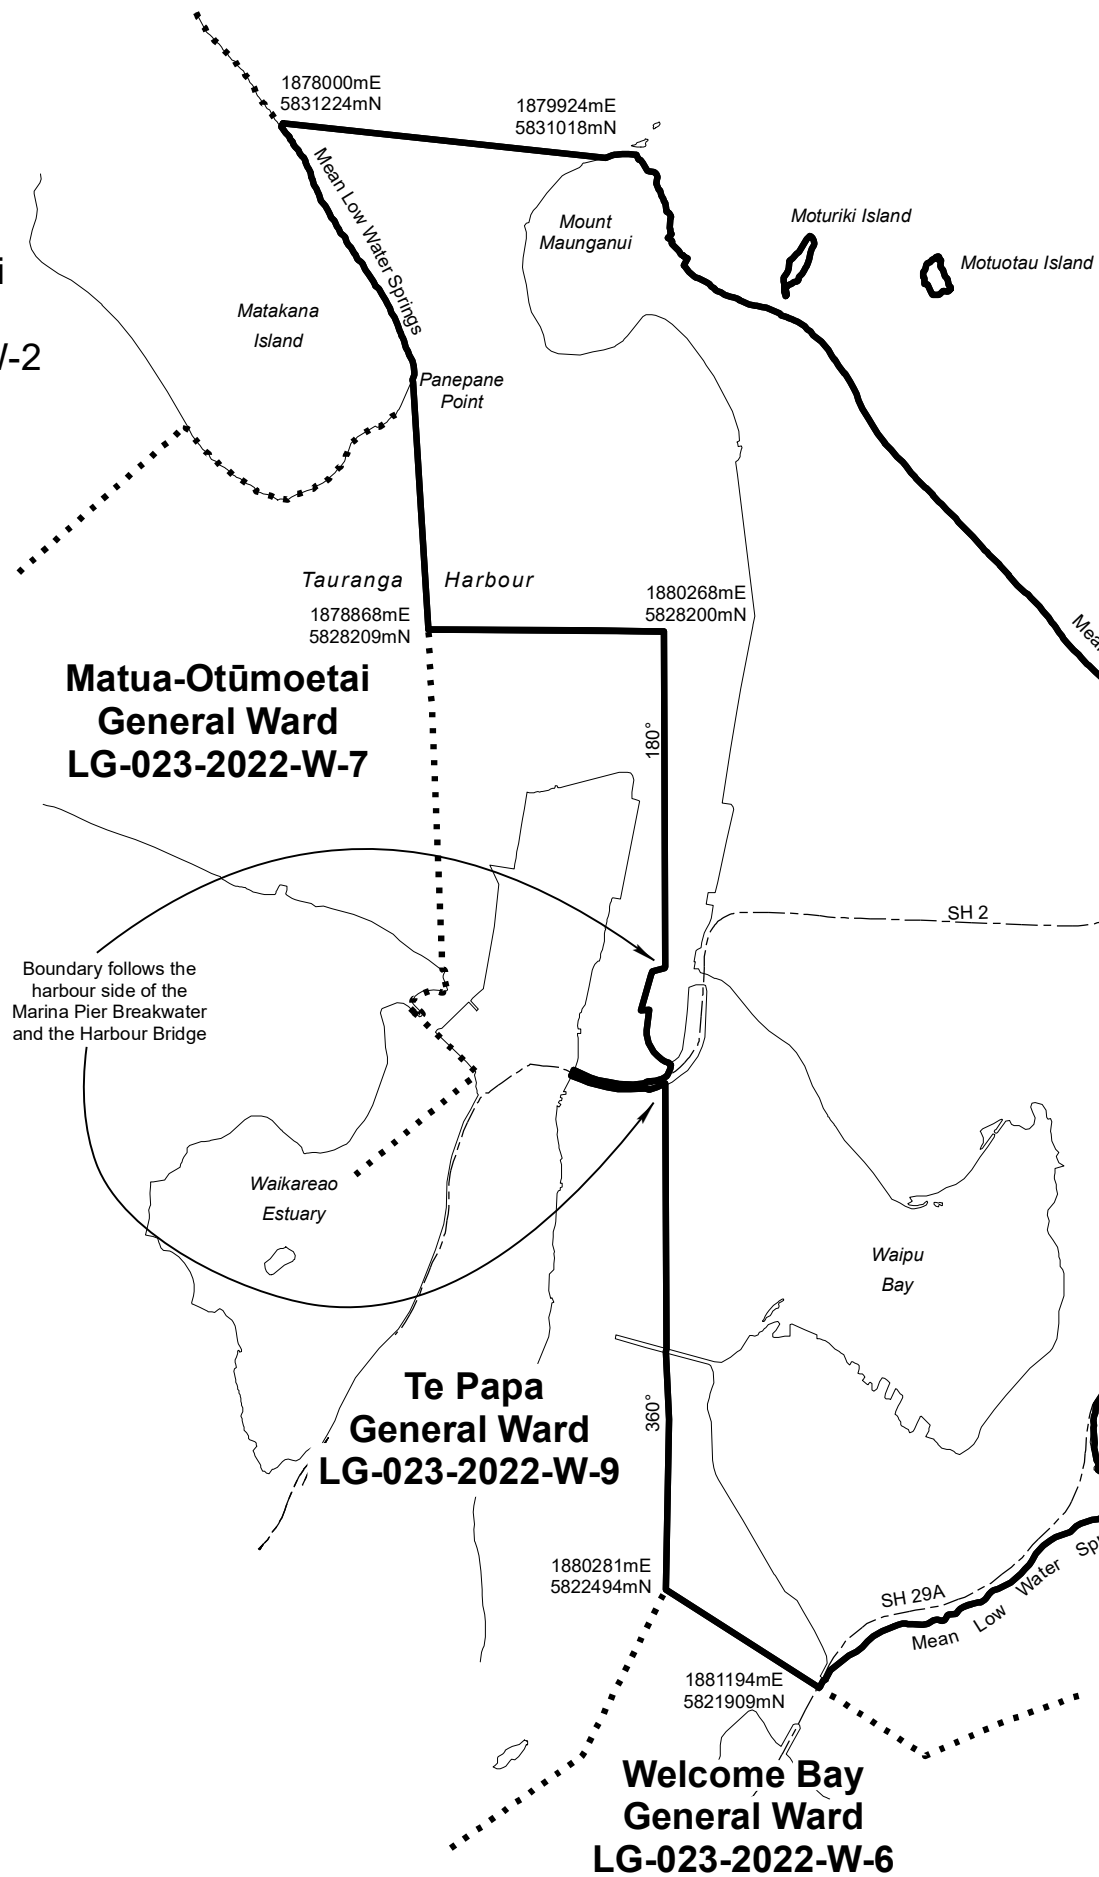 1878000mE
5831224mN
1879924mE
5831018mN
Mean Low Water Springs
Mount
Maunganui
Moturiki Island
Motuotau Island
i
Matakana
Island
-2
Panepane
Point
Tauranga Harbour
1878868mE
5828209mN
1880268mE
5828200mN
Matua-Otūmoetai
General Ward
LG-023-2022-W-7
180°
SH 2
Boundary follows the
harbour side of the
Marina Pier Breakwater
and the Harbour Bridge
Waikareao
Estuary
Waipu
Bay
Te Papa
General Ward
LG-023-2022-W-9
360°
1880281mE
5822494mN
SH 29A
Mean Low Water Spr
1881194mE
5821909mN
Welcome Bay
General Ward
LG-023-2022-W-6